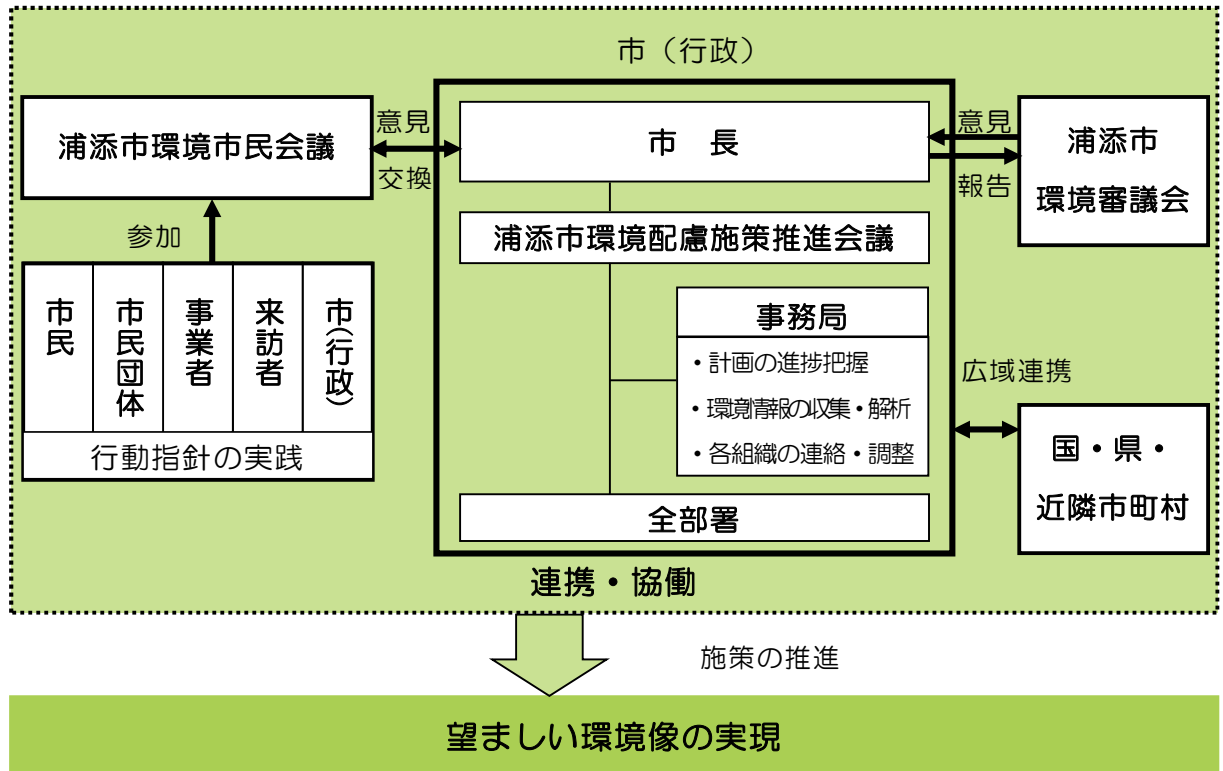 市（行政）
浦添市環境市民会議
意見
交換
市　長
意見
報告
浦添市
環境審議会
参加
浦添市環境配慮施策推進会議
市民
市民団体
事業者
来訪者
市(行政)
行動指針の実践
事務局
・計画の進捗把握
・環境情報の収集・解析
・各組織の連絡・調整
広域連携
国・県・
近隣市町村
全部署
連携・協働
施策の推進
望ましい環境像の実現